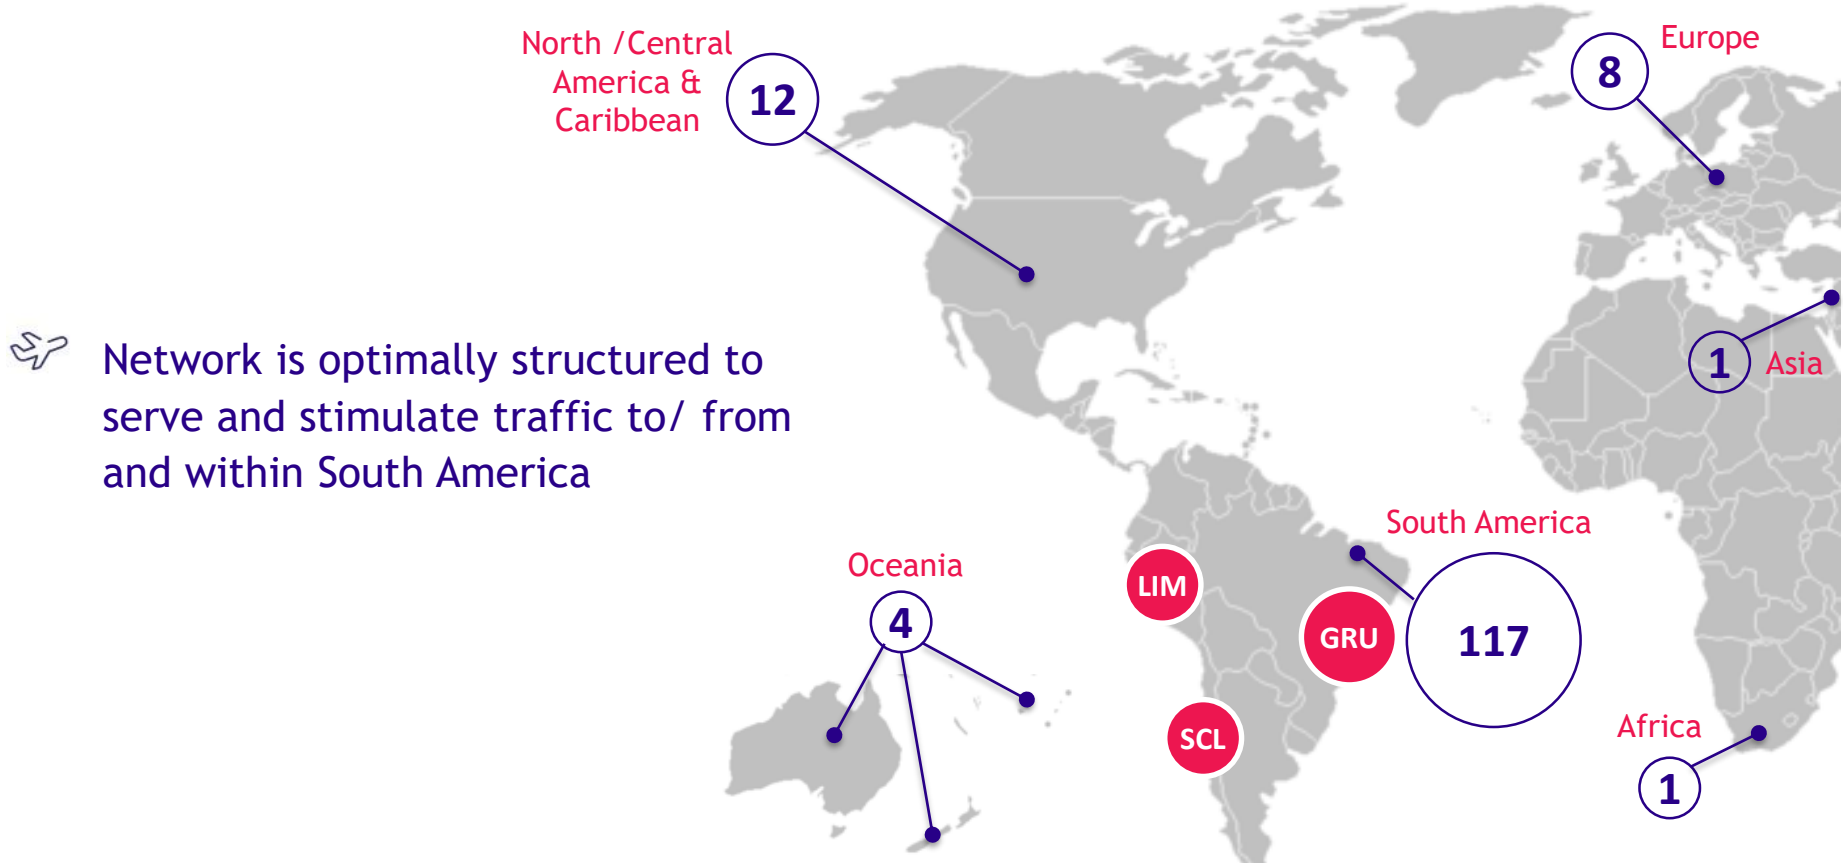 North /Central
America &
Caribbean
12
8
Europe
1
Asia
Network is optimally structured to
serve and stimulate traffic to/ from
and within South America
South America
117
LIM
GRU
SCL
Oceania
4
Africa
1